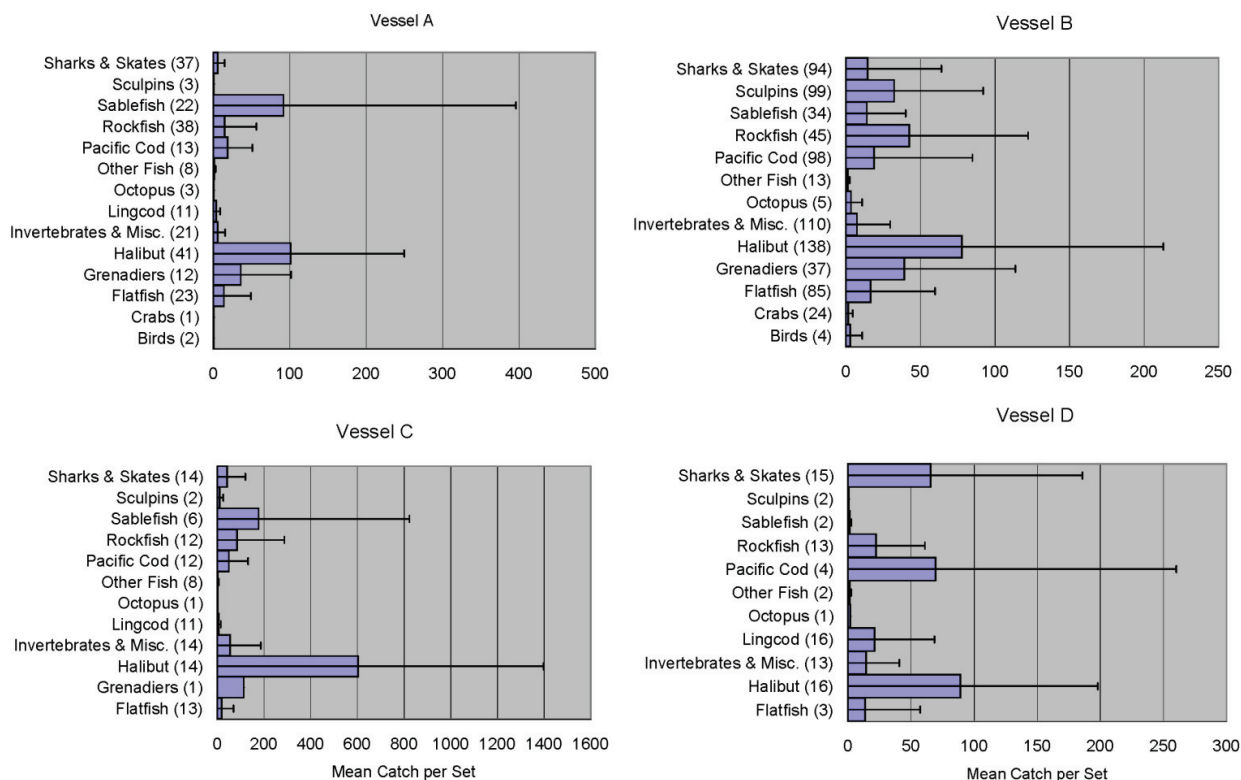 Vessel A
Sharks & Skates (37)
Sculpins (3)
Sablefish (22)
Rockfish (38)
Pacific Cod (13)
Other Fish (8)
Octopus (3)
Lingcod (11)
Invertebrates & Misc. (21)
Halibut (41)
Grenadiers (12)
Flatfish (23)
Crabs (1)
Birds (2)
0 100 200 300 400 500
Vessel B
Sharks & Skates (94)
Sculpins (99)
Sablefish (34)
Rockfish (45)
Pacific Cod (98)
Other Fish (13)
Octopus (5)
Invertebrates & Misc. (110)
Halibut (138)
Grenadiers (37)
Flatfish (85)
Crabs (24)
Birds (4)
0 50 100 150 200 250
Vessel C
Sharks & Skates (14)
Sculpins (2)
Sablefish (6)
Rockfish (12)
Pacific Cod (12)
Other Fish (8)
Octopus (1)
Lingcod (11)
Invertebrates & Misc. (14)
Halibut (14)
Grenadiers (1)
Flatfish (13)
0 200 400 600 800 1000 1200 1400 1600
Mean Catch per Set
Vessel D
Sharks & Skates (15)
Sculpins (2)
Sablefish (2)
Rockfish (13)
Pacific Cod (4)
Other Fish (2)
Octopus (1)
Lingcod (16)
Invertebrates & Misc. (13)
Halibut (16)
Flatfish (3)
0 50 100 150 200 250 300
Mean Catch per Set